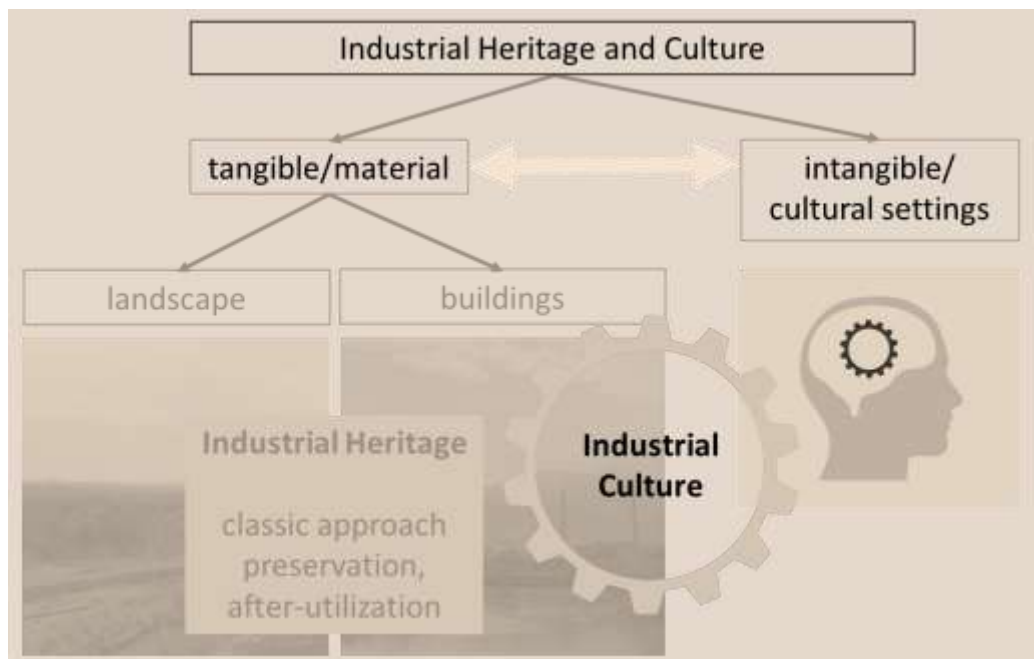 Industrial Heritage and Culture
tangible/material
intangible/
cultural settings
landscape
buildings
Industrial Heritage
classic approach
preservation,
after-utilization
Industrial
Culture